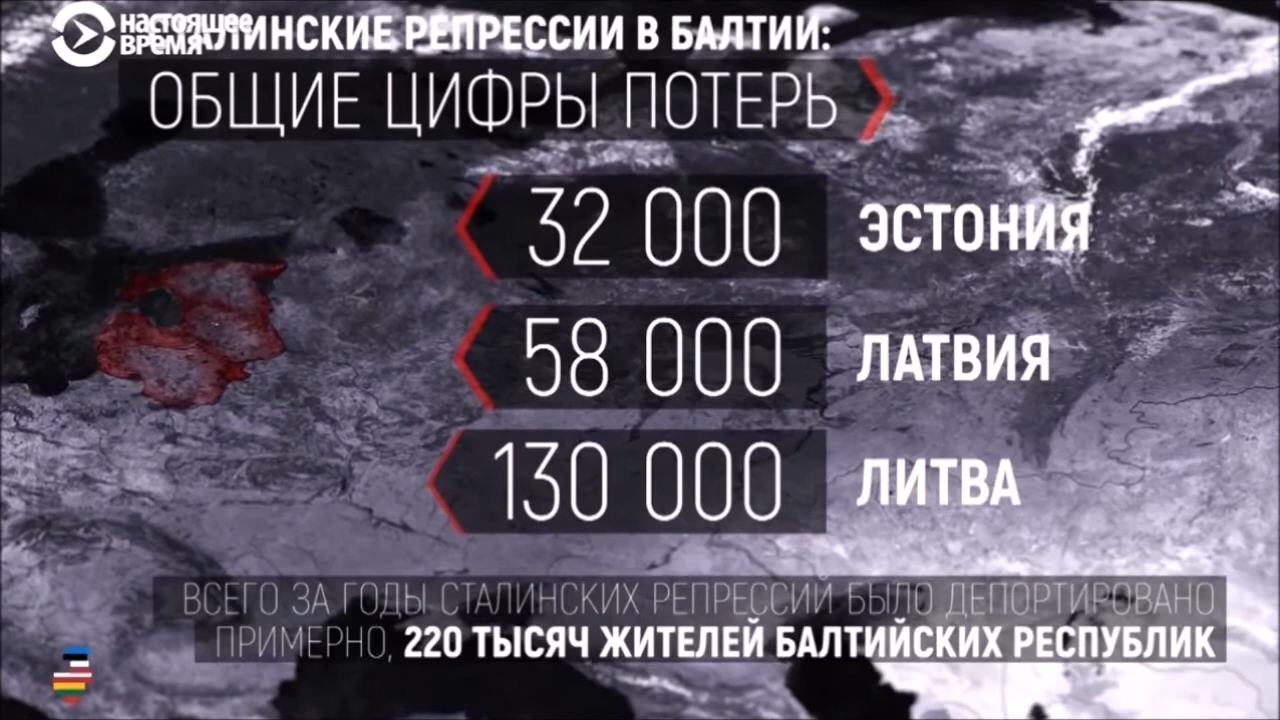 НАСТОЯЩЕЕ
ВРЕМЯ
АЛИНСКИЕ РЕПРЕССИИ В БАЛТИИ:
ОБЩИЕ ЦИФРЫ ПОТЕРЬ
32 000 ЭСТОНИЯ
58 000 ЛАТВИЯ
130 000 ЛИТВА
ВСЕГО ЗА ГОДЫ СТАЛИНСКИХ РЕПРЕССИЙ БЫЛО ДЕПОРТИРОВАНО
ПРИМЕРНО, 220 ТЫСЯЧ ЖИТЕЛЕЙ БАЛТИЙСКИХ РЕСПУБЛИК